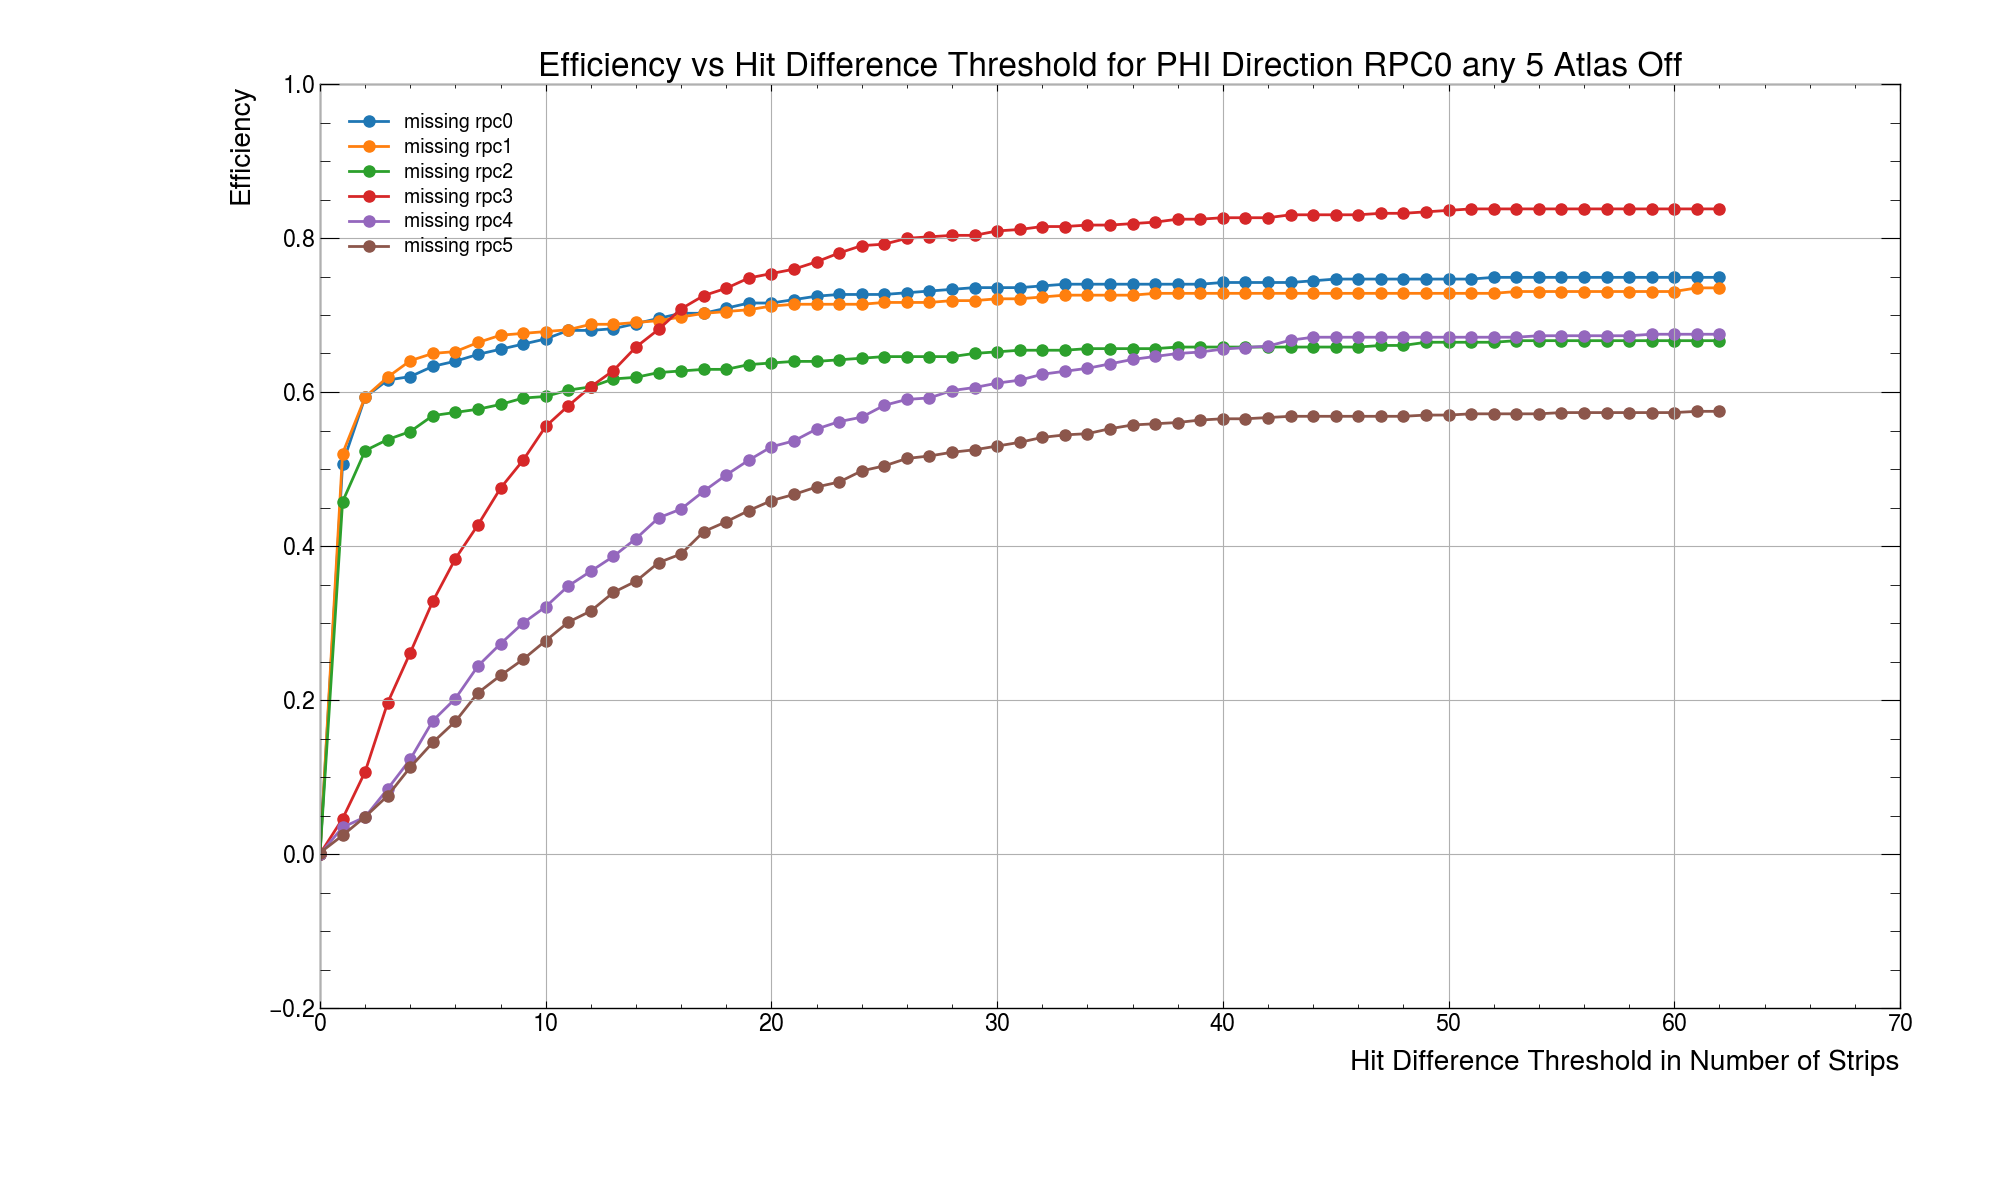 Efficiency vs Hit Difference Threshold for PHI Direction RPC0 any 5 Atlas Off
Efficiency
1.0
0.8
0.6
0.4
0.2
0.0
−0.2
missing rpc0
missing rpc1
missing rpc2
missing rpc3
missing rpc4
missing rpc5
0 10 20 30 40 50 60 70
Hit Difference Threshold in Number of Strips